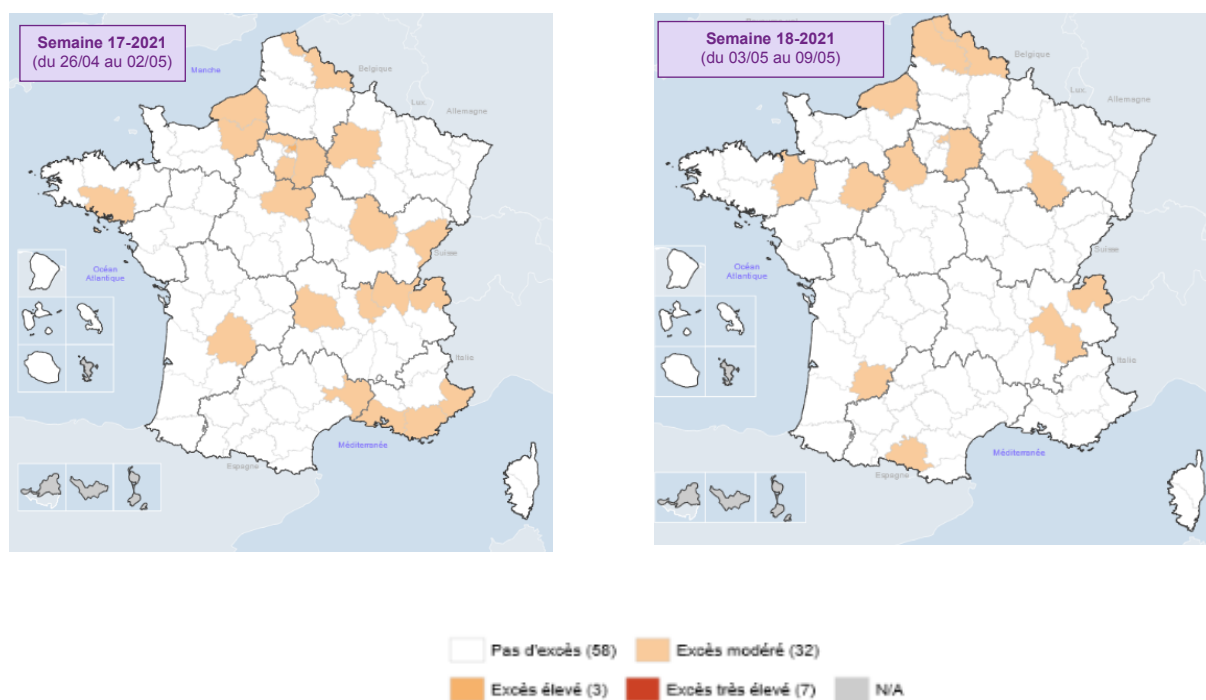 Semaine 17-2021
(du 26/04 au 02/05)
Manche
Belgique
Lux.
Allemagne
Suisse
Océan
Atlantique
Italie
Méditerranée
Espagne
Semaine 18-2021
(du 03/05 au 09/05)
Belgique
Lux.
Allemagne
Suisse
Océan
Atlantique
Italie
Méditerranée
Espagne
Pas d'excès (58)
Excès modéré (32)
Excès élevé (3)
Excès très élevé (7)
N/A